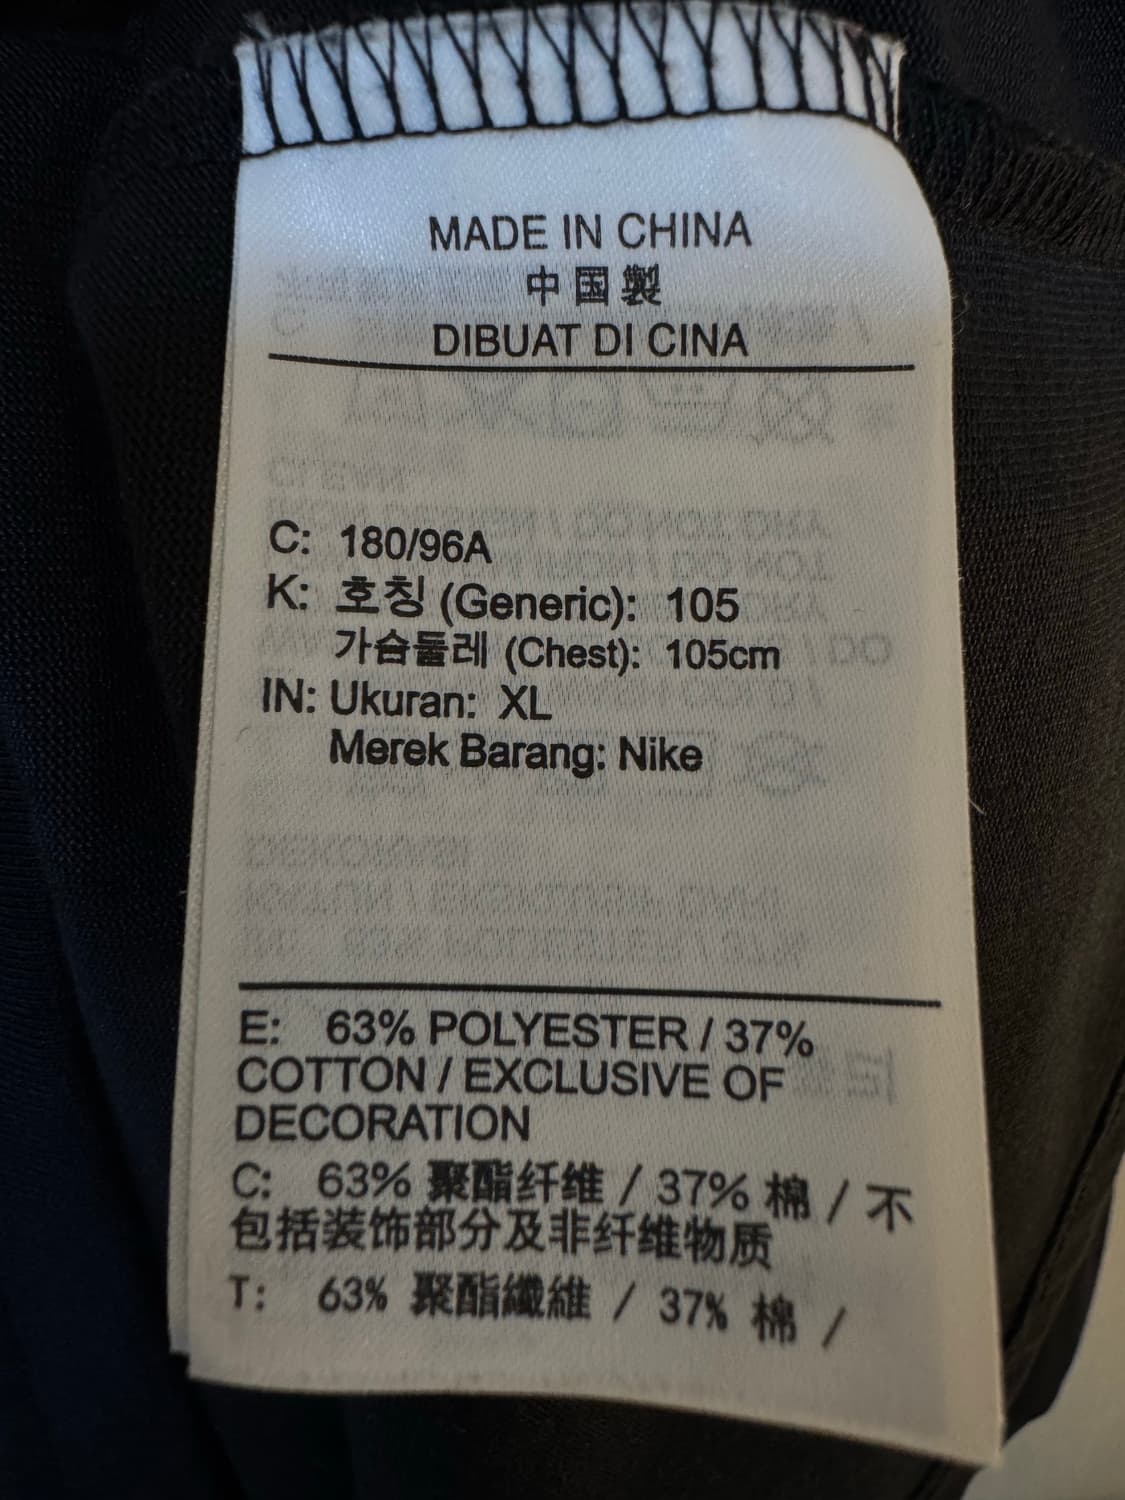 MADE IN CHINA
中国製
DIBUAT DI CINA
C: 180/96A
K: 호칭 (Generic): 105
가슴둘레 (Chest): 105cm
IN: Ukuran: XL
Merek Barang: Nike
E: 63% POLYESTER / 37%
COTTON / EXCLUSIVE OF
DECORATION
C: 63% 聚酯纤维 / 37% 棉 / 不
包括装饰部分及非纤维物质
T: 63% 聚酯纖維 / 37% 棉 /